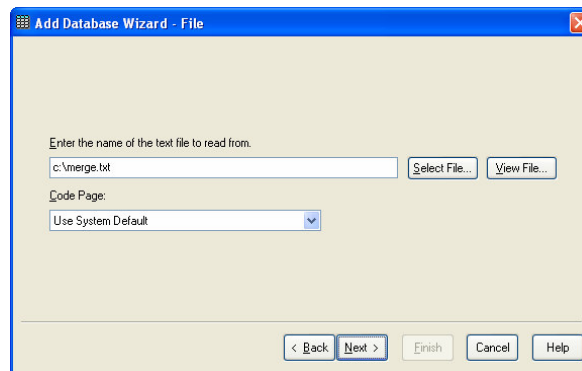 Add Database Wizard - File
Enter the name of the text file to read from.
c:\merge.txt
Select File...
View File...
Code Page:
Use System Default
< Back
Next >
Finish
Cancel
Help